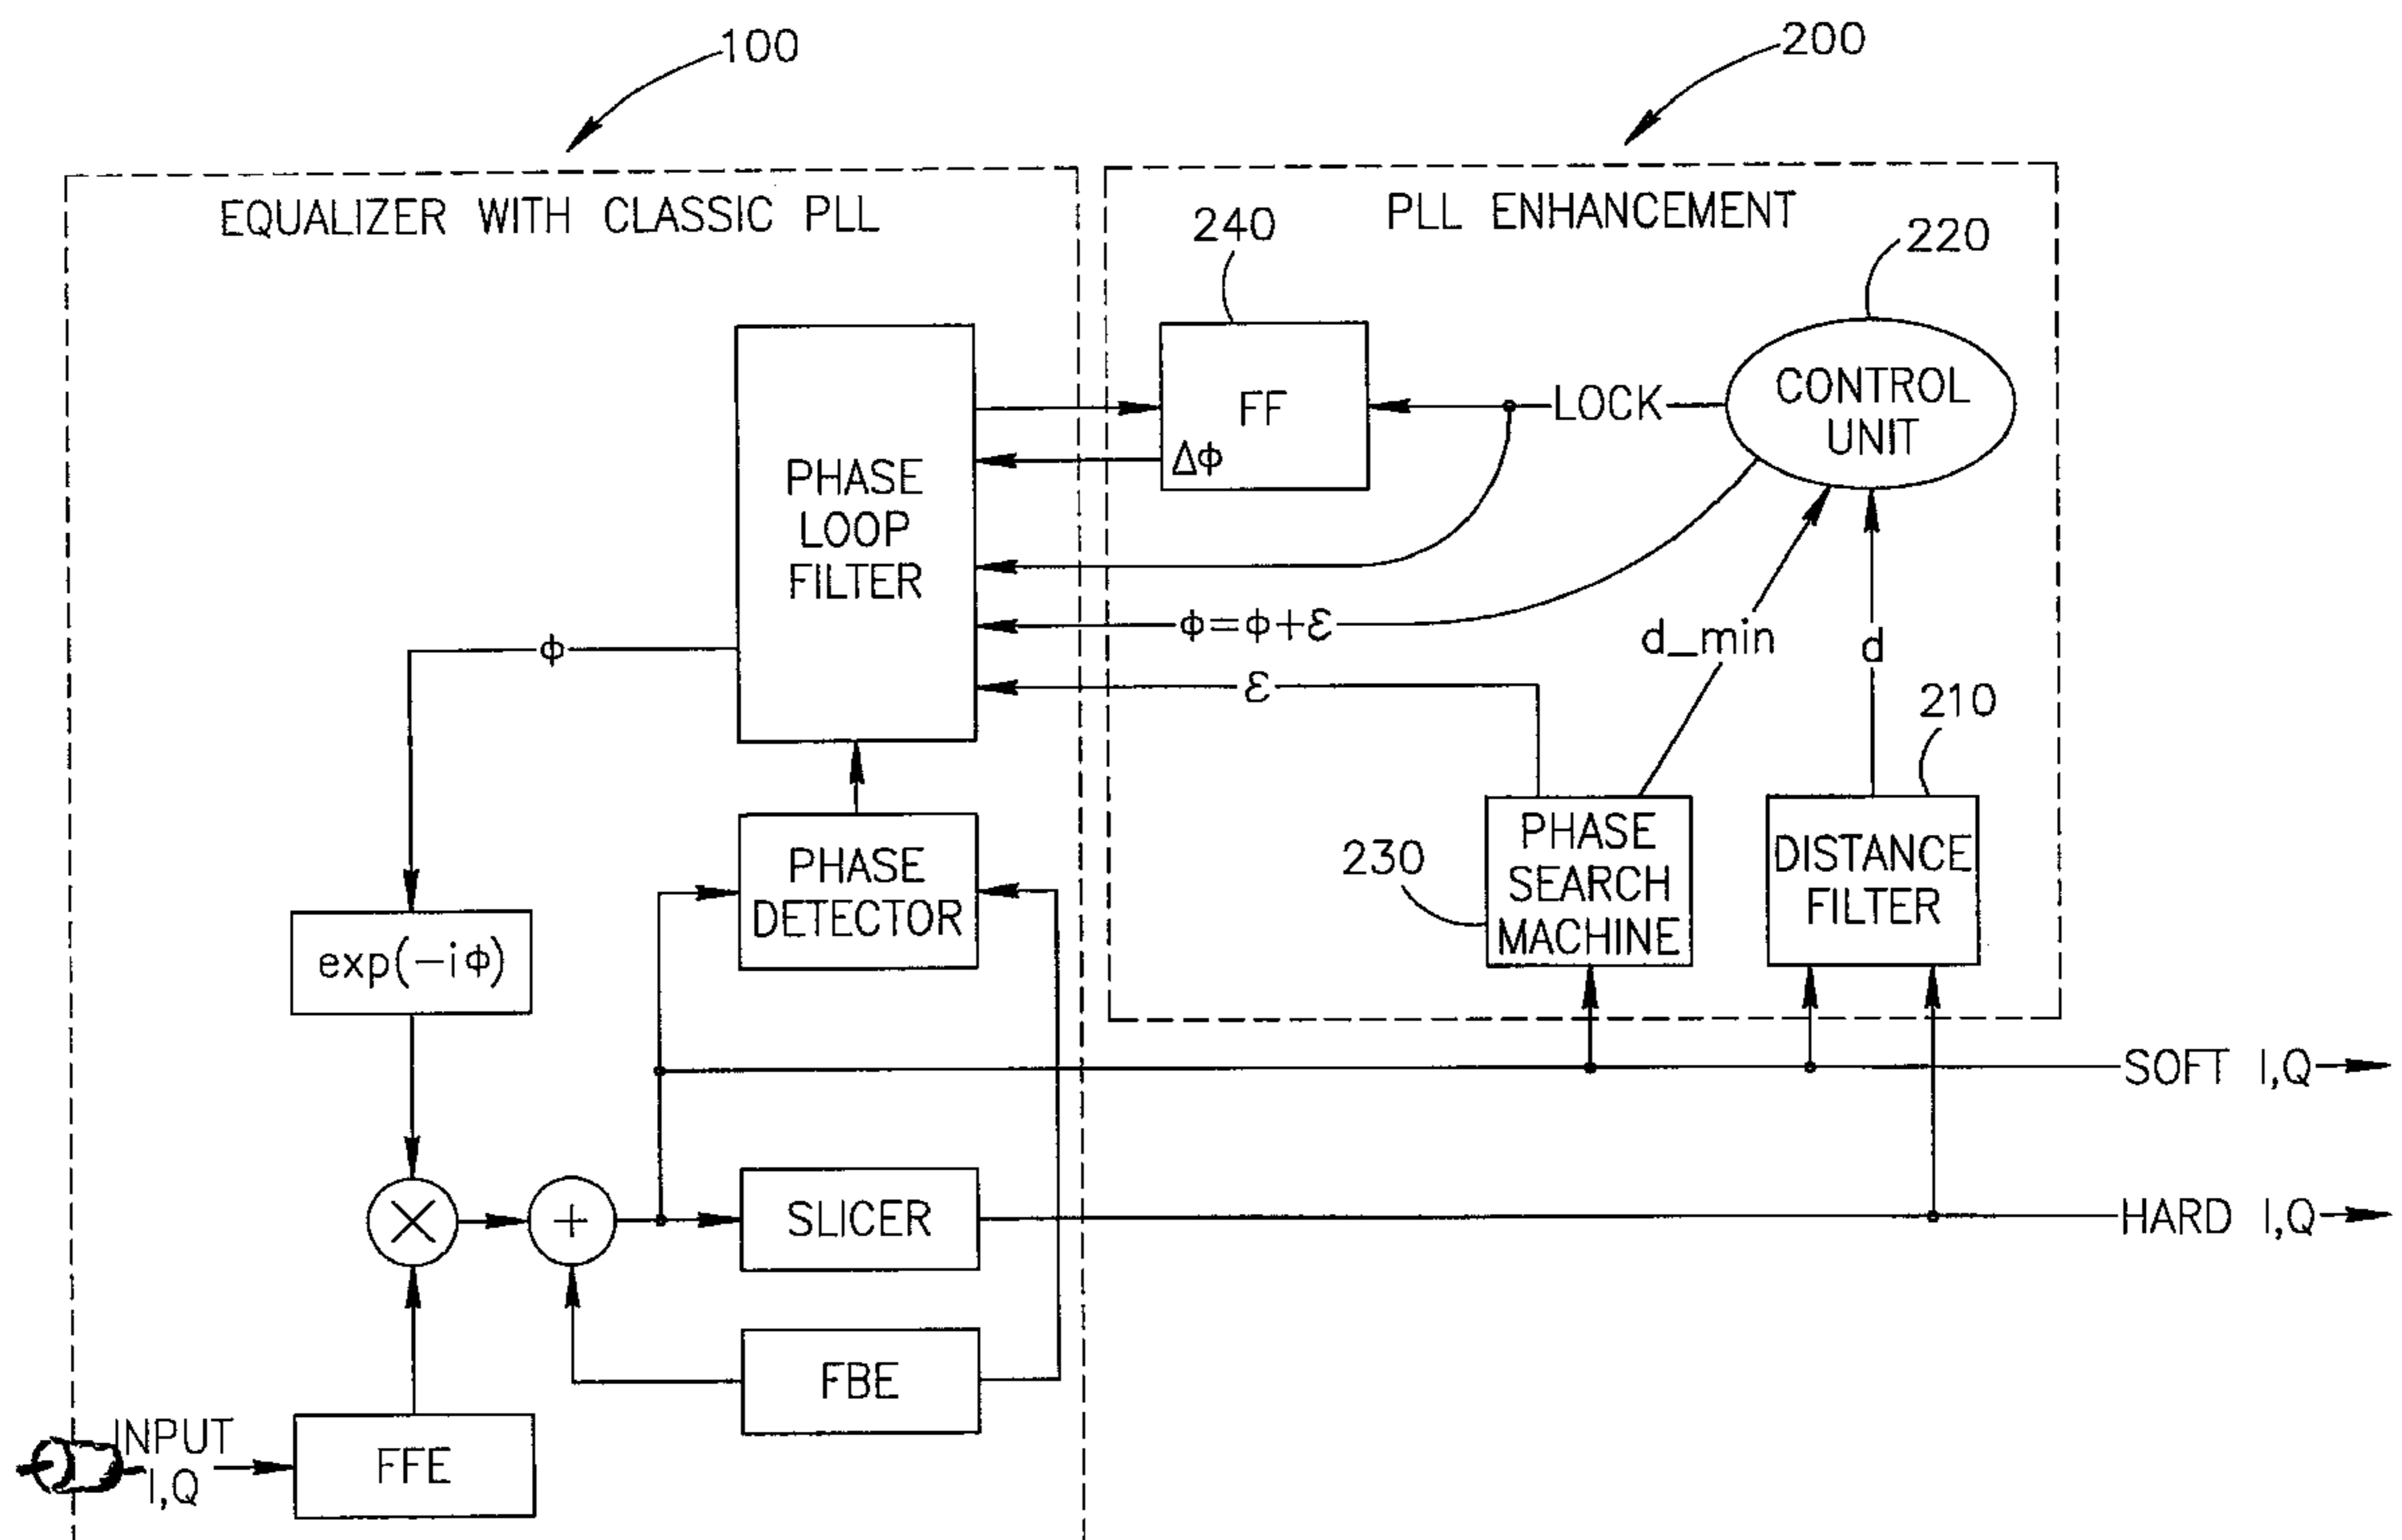 100
200
EQUALIZER WITH CLASSIC PLL
PLL ENHANCEMENT
240
220
PHASE
LOOP
FILTER
FF
Δϕ
LOCK
CONTROL
UNIT
ϕ
ϕ=ϕ+ε
ε
d_min
d
210
230
PHASE
SEARCH
MACHINE
DISTANCE
FILTER
PHASE
DETECTOR
exp(-iϕ)
SOFT I,Q
×
+
SLICER
HARD I,Q
FBE
INPUT
I,Q
FFE